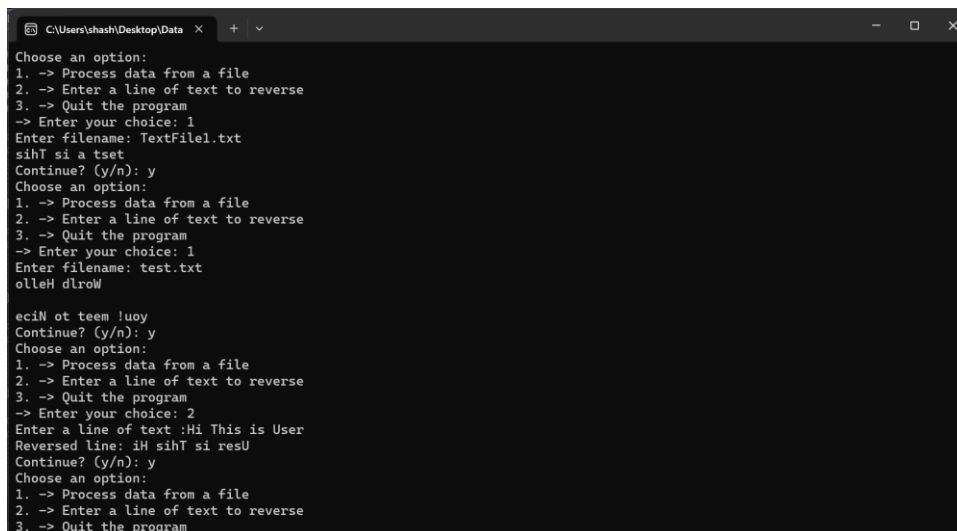 C:\Users\shash\Desktop\Data
Choose an option:
1. -> Process data from a file
2. -> Enter a line of text to reverse
3. -> Quit the program
-> Enter your choice: 1
Enter filename: TextFile1.txt
sihT si a tset
Continue? (y/n): y
Choose an option:
1. -> Process data from a file
2. -> Enter a line of text to reverse
3. -> Quit the program
-> Enter your choice: 1
Enter filename: test.txt
olleH dlroW
eciN ot teem !uoy
Continue? (y/n): y
Choose an option:
1. -> Process data from a file
2. -> Enter a line of text to reverse
3. -> Quit the program
-> Enter your choice: 2
Enter a line of text :Hi This is User
Reversed line: iH sihT si resU
Continue? (y/n): y
Choose an option:
1. -> Process data from a file
2. -> Enter a line of text to reverse
3. -> Quit the program